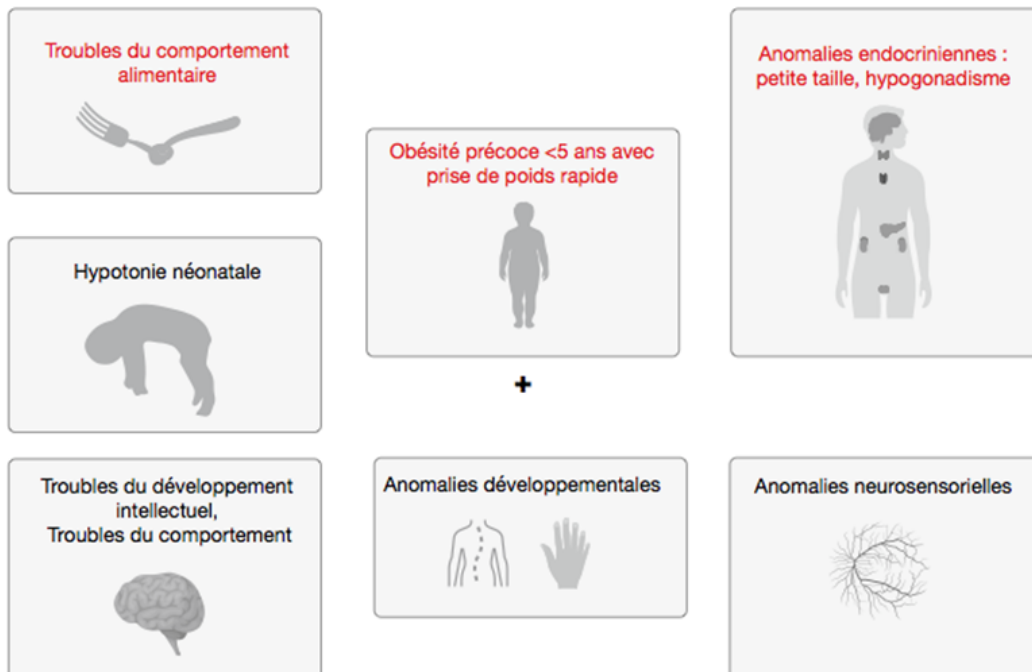 Troubles du comportement
alimentaire
Anomalies endocriniennes :
petite taille, hypogonadisme
Obésité précoce <5 ans avec
prise de poids rapide
Hypotonie néonatale
+
Troubles du développement
intellectuel,
Troubles du comportement
Anomalies développementales
Anomalies neurosensorielles